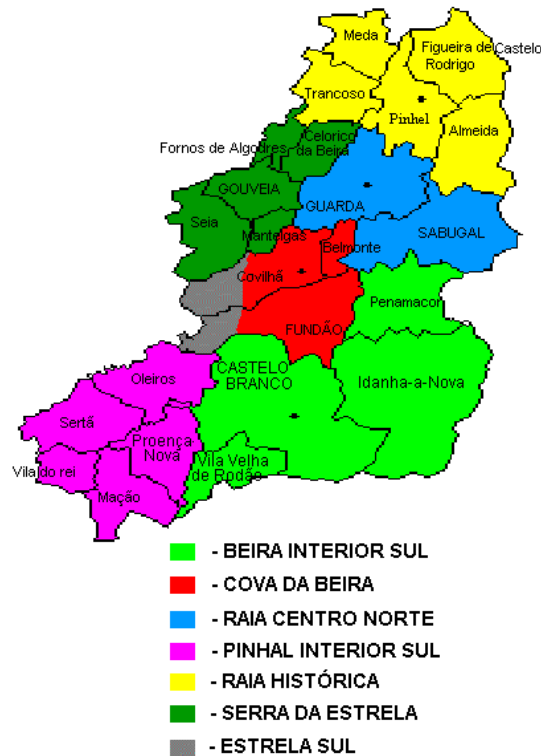 Meda
Figueira de Castelo
Rodrigo
Trancoso
Pinhel
Almeida
Fornos de Algodres
Celorico
da Beira
GOUVEIA
GUARDA
Seia
Manteigas
Belmonte
SABUGAL
Covilhã
Penamacor
FUNDÃO
CASTELO
BRANCO
Idanha-a-Nova
Oleiros
Sertã
Proença
Nova
Vila do rei
Vila Velha
de Rodão
Mação
- BEIRA INTERIOR SUL
- COVA DA BEIRA
- RAIA CENTRO NORTE
- PINHAL INTERIOR SUL
- RAIA HISTÓRICA
- SERRA DA ESTRELA
- ESTRELA SUL